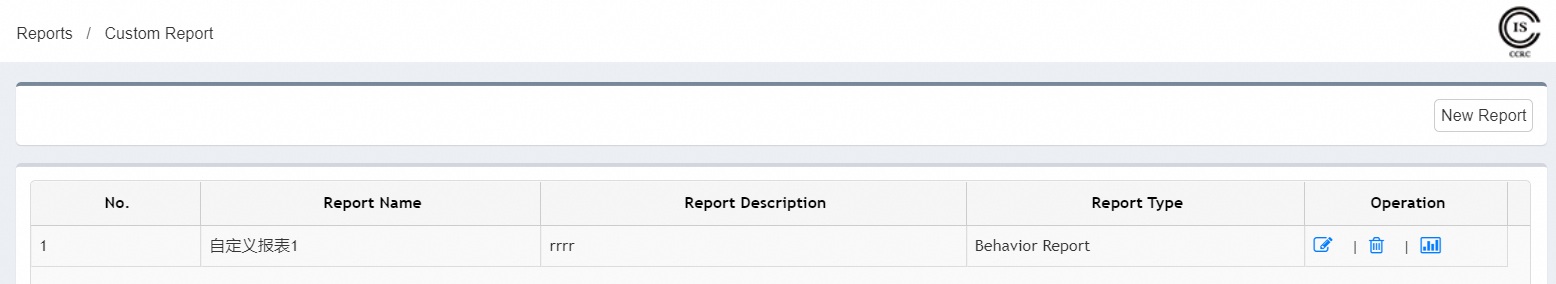 Reports / Custom Report
IS
CCRC
New Report
No. Report Name Report Description Report Type Operation
1 自定义报表1 rrrr Behavior Report | |